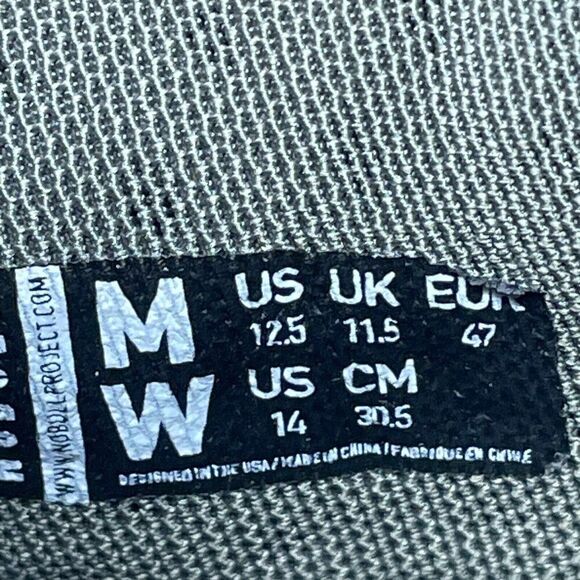 WWW.NOBULLPROJECT.COM
M US UK EUR
12.5 11.5 47
W US CM
14 30.5
DESIGNED IN THE USA / MADE IN CHINA / FABRIQUE EN CHINE